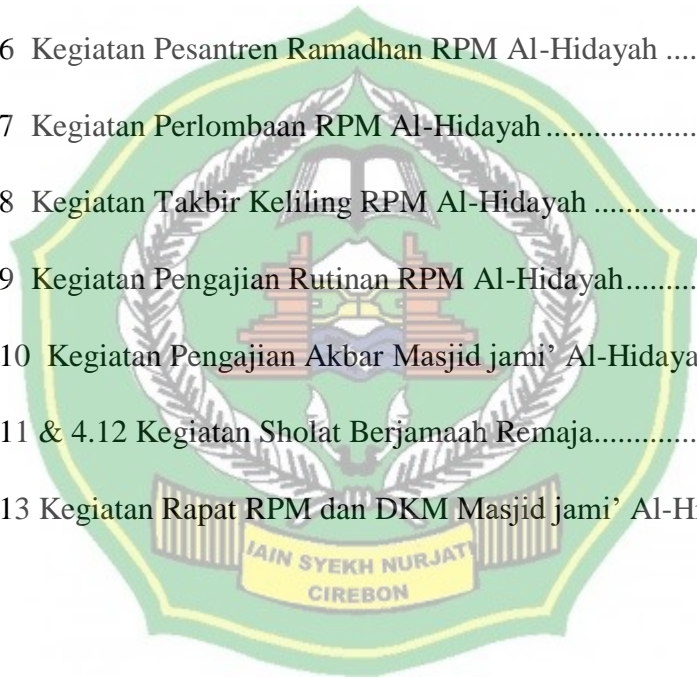 6 Kegiatan Pesantren Ramadhan RPM Al-Hidayah ....
7 Kegiatan Perlombaan RPM Al-Hidayah ....................
8 Kegiatan Takbir Keliling RPM Al-Hidayah .............
9 Kegiatan Pengajian Rutinan RPM Al-Hidayah.........
10 Kegiatan Pengajian Akbar Masjid jami’ Al-Hidaya
11 & 4.12 Kegiatan Sholat Berjamaah Remaja.............
13 Kegiatan Rapat RPM dan DKM Masjid jami’ Al-Hi
IAIN SYEKH NURJATI
CIREBON